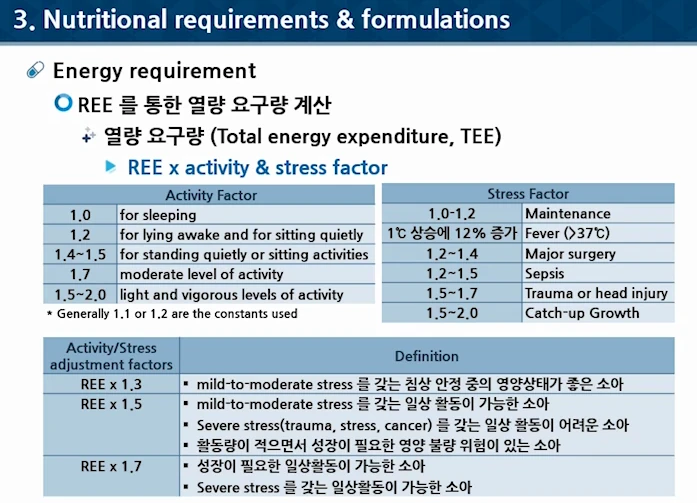 3. Nutritional requirements & formulations
Energy requirement
REE 를 통한 열량 요구량 계산
열량 요구량 (Total energy expenditure, TEE)
REE x activity & stress factor
Activity Factor
1.0 for sleeping
1.2 for lying awake and for sitting quietly
1.4~1.5 for standing quietly or sitting activities
1.7 moderate level of activity
1.5~2.0 light and vigorous levels of activity
* Generally 1.1 or 1.2 are the constants used
Stress Factor
1.0-1.2 Maintenance
1℃ 상승에 12% 증가 Fever (>37℃)
1.2~1.4 Major surgery
1.2~1.5 Sepsis
1.5~1.7 Trauma or head injury
1.5~2.0 Catch-up Growth
Activity/Stress
adjustment factors
Definition
REE x 1.3 ▪ mild-to-moderate stress 를 갖는 침상 안정 중의 영양상태가 좋은 소아
REE x 1.5 ▪ mild-to-moderate stress 를 갖는 일상 활동이 가능한 소아
▪ Severe stress(trauma, stress, cancer) 를 갖는 일상 활동이 어려운 소아
▪ 활동량이 적으면서 성장이 필요한 영양 불량 위험이 있는 소아
REE x 1.7 ▪ 성장이 필요한 일상활동이 가능한 소아
▪ Severe stress 를 갖는 일상활동이 가능한 소아